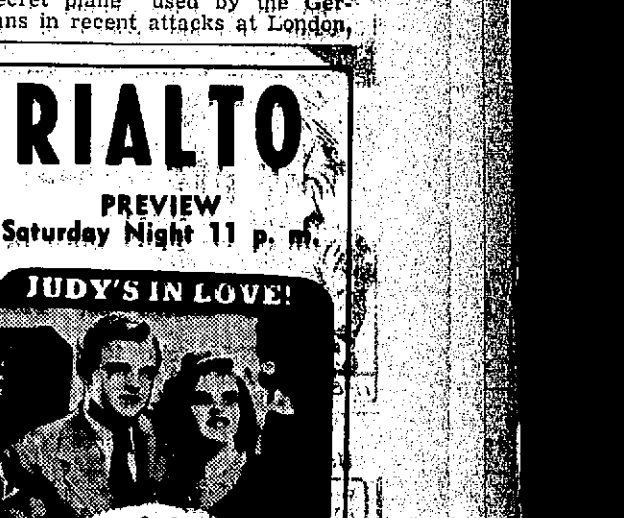 ecret plane" used by the Ger-
ans in recent attacks at London,
RIALTO
PREVIEW
Saturday Night 11 p. m.
JUDY'S IN LOVE!